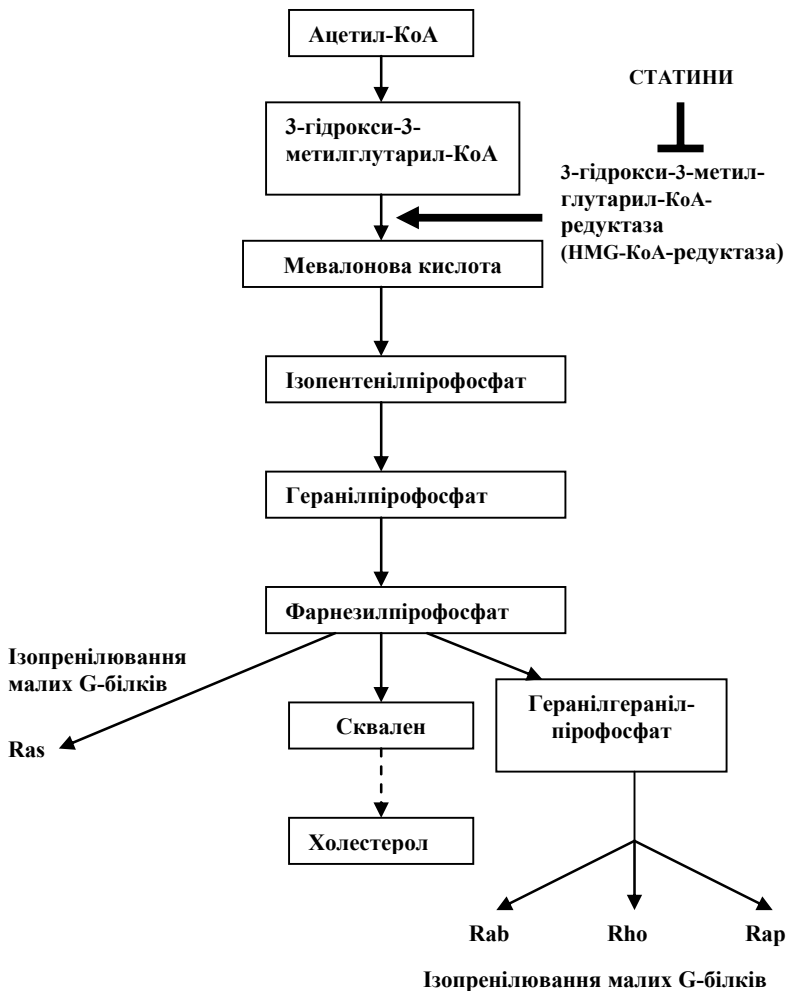 Ацетил-КоА
СТАТИНИ
3-гідрокси-3-
метилглутарил-КоА
3-гідрокси-3-метил-
глутарил-КоА-
редуктаза
(HMG-КоА-редуктаза)
Мевалонова кислота
Ізопентенілпірофосфат
Геранілпірофосфат
Фарнезилпірофосфат
Ізопренілювання
малих G-білків
Ras
Сквален
Геранілгераніл-
пірофосфат
Холестерол
Rab Rho Rap
Ізопренілювання малих G-білків